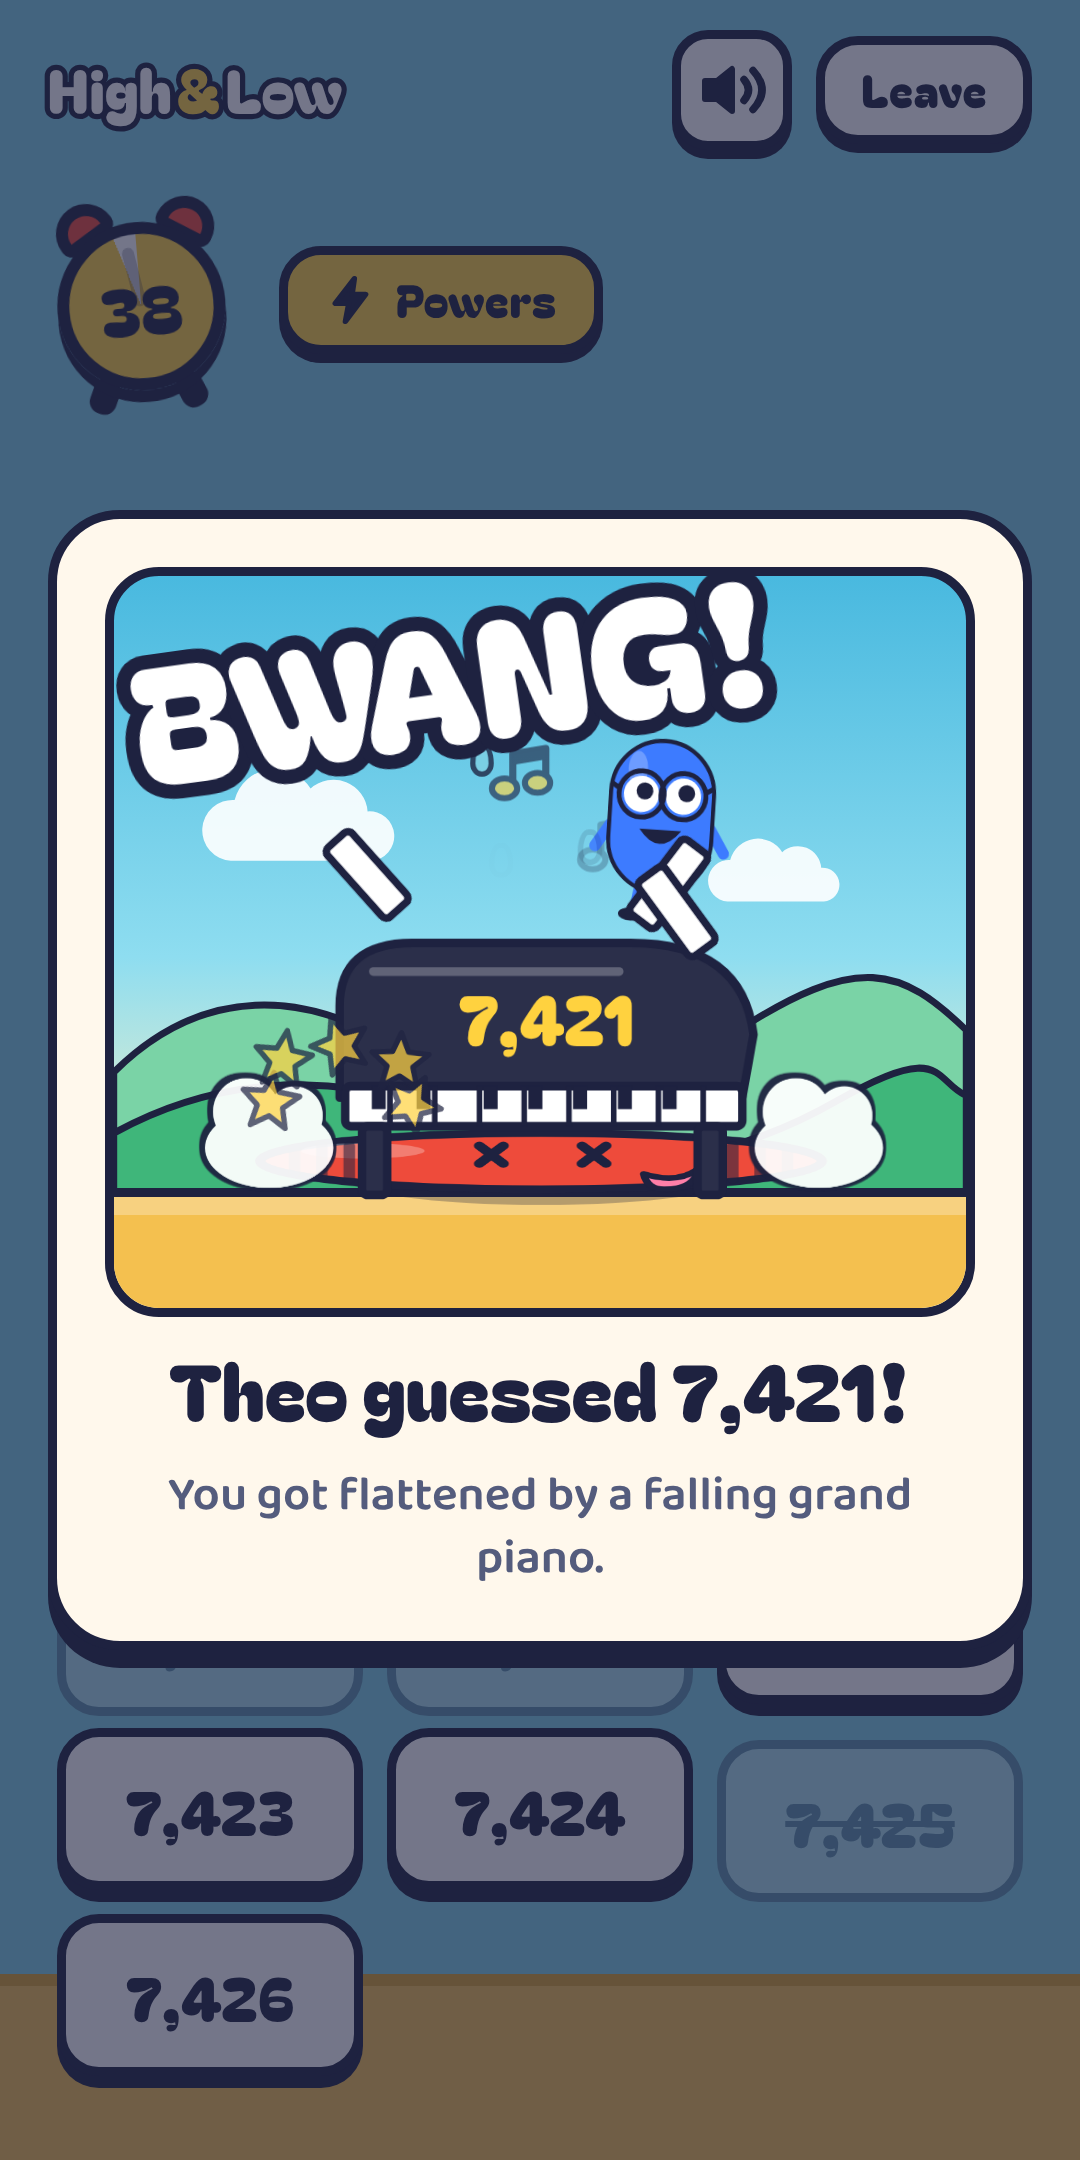 High&Low
Leave
38
Powers
BWANG!
7,421
Theo guessed 7,421!
You got flattened by a falling grand
piano.
7,423
7,424
7,425
7,426